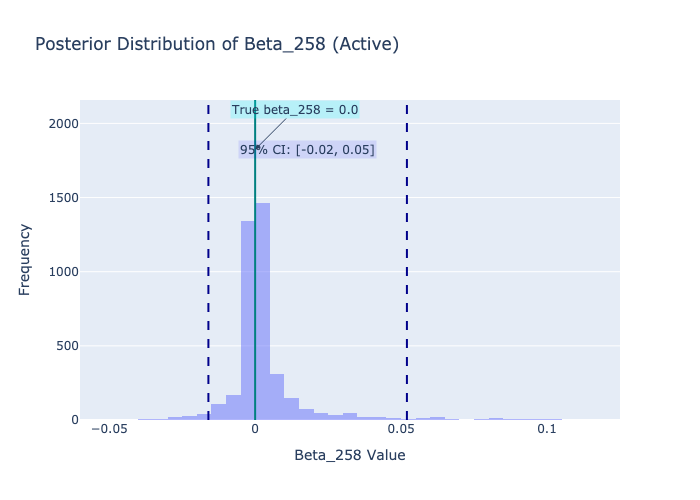 Posterior Distribution of Beta_258 (Active)
True beta_258 = 0.0
95% CI: [-0.02, 0.05]
2000
1500
1000
500
0
Frequency
−0.05
0
0.05
0.1
Beta_258 Value